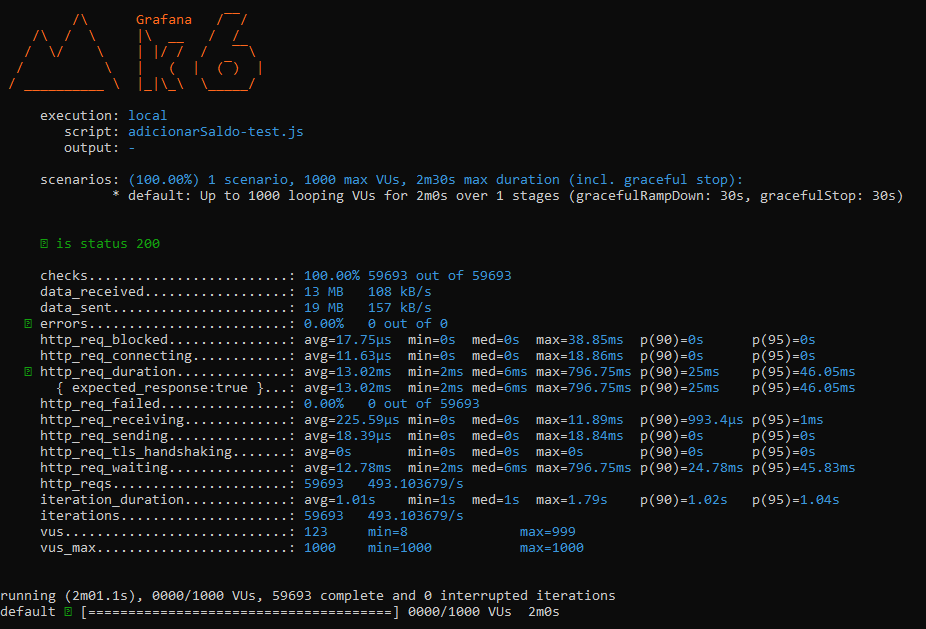 Grafana
execution: local
script: adicionarSaldo-test.js
output: -
scenarios: (100.00%) 1 scenario, 1000 max VUs, 2m30s max duration (incl. graceful stop):
* default: Up to 1000 looping VUs for 2m0s over 1 stages (gracefulRampDown: 30s, gracefulStop: 30s)
is status 200
checks.........................: 100.00% 59693 out of 59693
data_received..................: 13 MB 108 kB/s
data_sent......................: 19 MB 157 kB/s
errors.........................: 0.00% 0 out of 0
http_req_blocked...............: avg=17.75µs min=0s med=0s max=38.85ms p(90)=0s p(95)=0s
http_req_connecting............: avg=11.63µs min=0s med=0s max=18.86ms p(90)=0s p(95)=0s
http_req_duration..............: avg=13.02ms min=2ms med=6ms max=796.75ms p(90)=25ms p(95)=46.05ms
{ expected_response:true }...: avg=13.02ms min=2ms med=6ms max=796.75ms p(90)=25ms p(95)=46.05ms
http_req_failed................: 0.00% 0 out of 59693
http_req_receiving.............: avg=225.59µs min=0s med=0s max=11.89ms p(90)=993.4µs p(95)=1ms
http_req_sending...............: avg=18.39µs min=0s med=0s max=18.84ms p(90)=0s p(95)=0s
http_req_tls_handshaking.......: avg=0s min=0s med=0s max=0s p(90)=0s p(95)=0s
http_req_waiting...............: avg=12.78ms min=2ms med=6ms max=796.75ms p(90)=24.78ms p(95)=45.83ms
http_reqs......................: 59693 493.103679/s
iteration_duration.............: avg=1.01s min=1s med=1s max=1.79s p(90)=1.02s p(95)=1.04s
iterations.....................: 59693 493.103679/s
vus............................: 123 min=8 max=999
vus_max........................: 1000 min=1000 max=1000
running (2m01.1s), 0000/1000 VUs, 59693 complete and 0 interrupted iterations
default [======================================] 0000/1000 VUs 2m0s